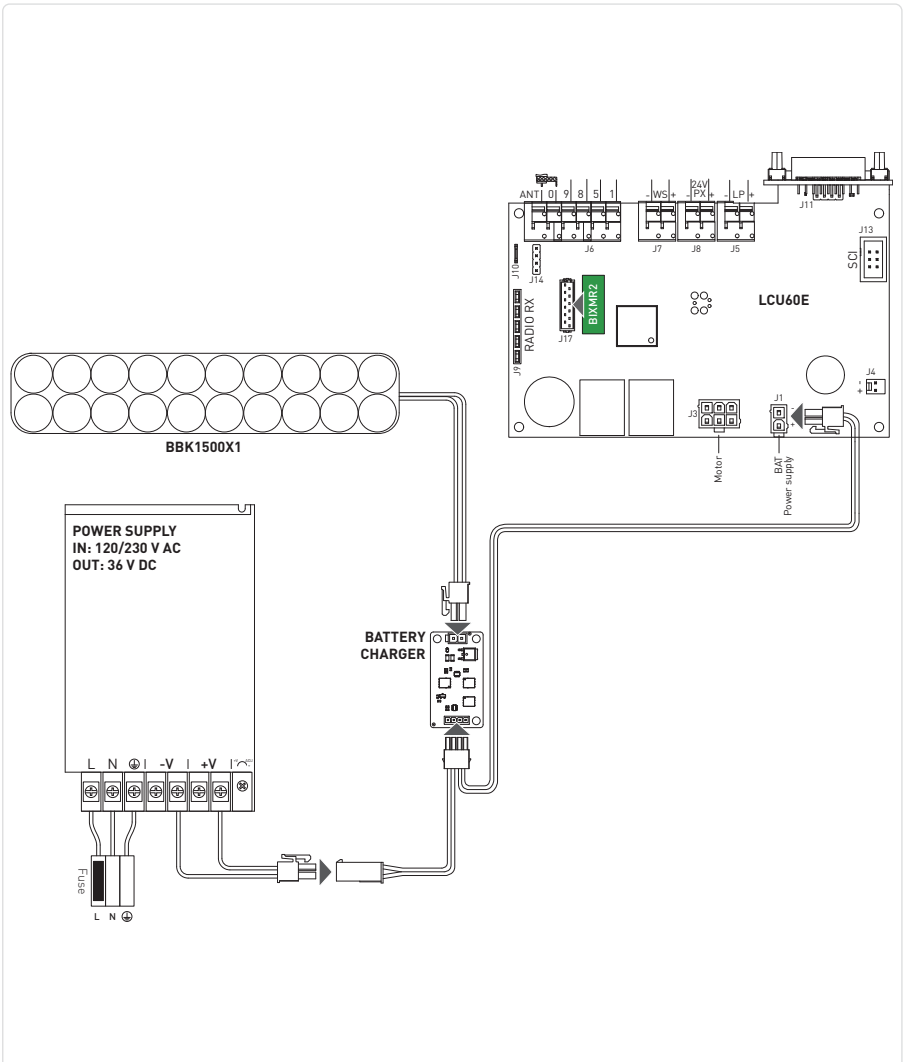 24V
ANT 0 9 8 5 1
- WS +
- PX +
- LP +
J11
J6
J7
J8
J5
J13
SCI
J10
J14
LCU60E
BIXMR2
RADIO RX
J17
J9
J4
-
+
J1
-
+
J3
Motor
BAT
Power supply
BBK1500X1
POWER SUPPLY
IN: 120/230 V AC
OUT: 36 V DC
BATTERY
CHARGER
L N -V +V
Fuse
L N